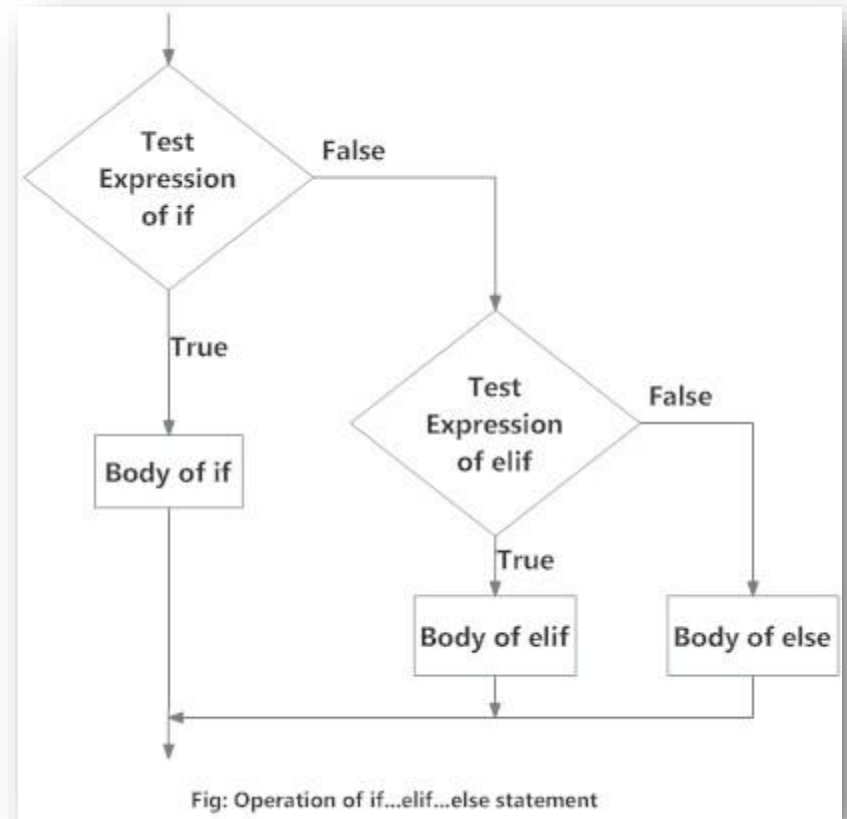 Test
Expression
of if
False
True
Body of if
Test
Expression
of elif
False
True
Body of elif
Body of else
Fig: Operation of if...elif...else statement